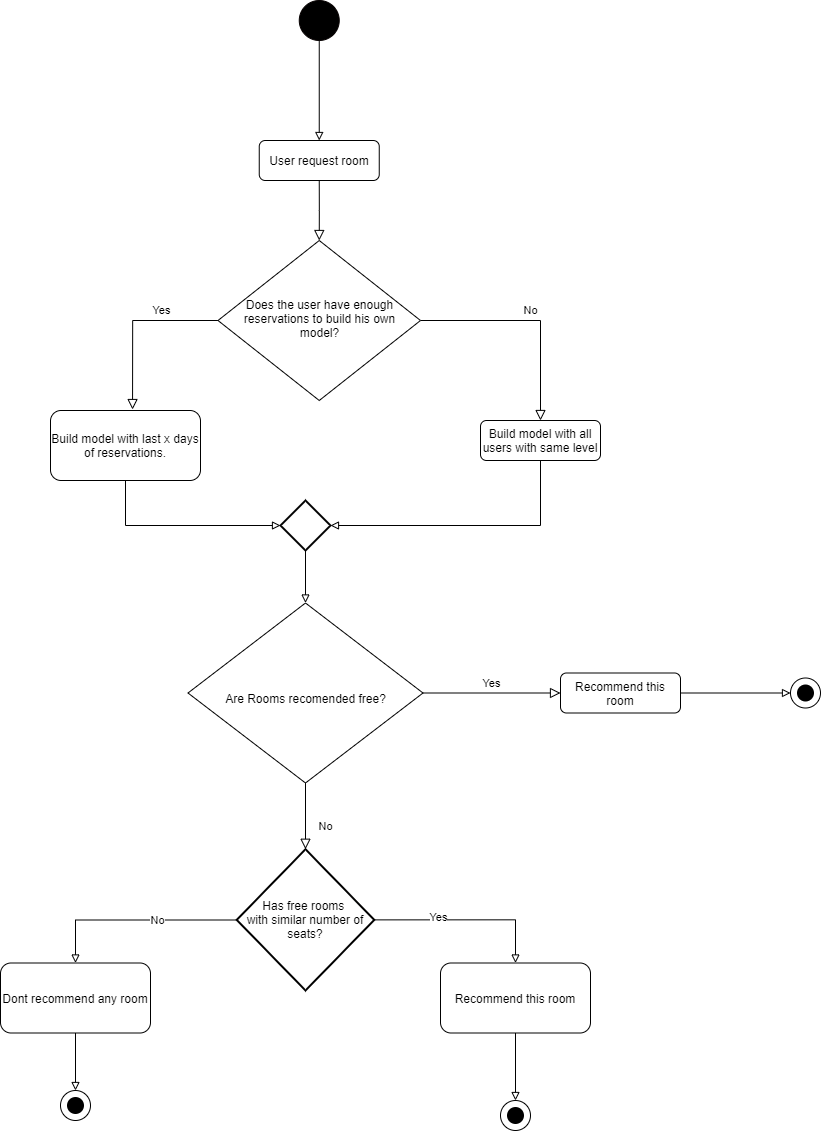 User request room
Does the user have enough
reservations to build his own
model?
Yes
No
Build model with last x days
of reservations.
Build model with all
users with same level
Are Rooms recomended free?
Yes
Recommend this
room
No
Has free rooms
with similar number of
seats?
No
Yes
Dont recommend any room
Recommend this room